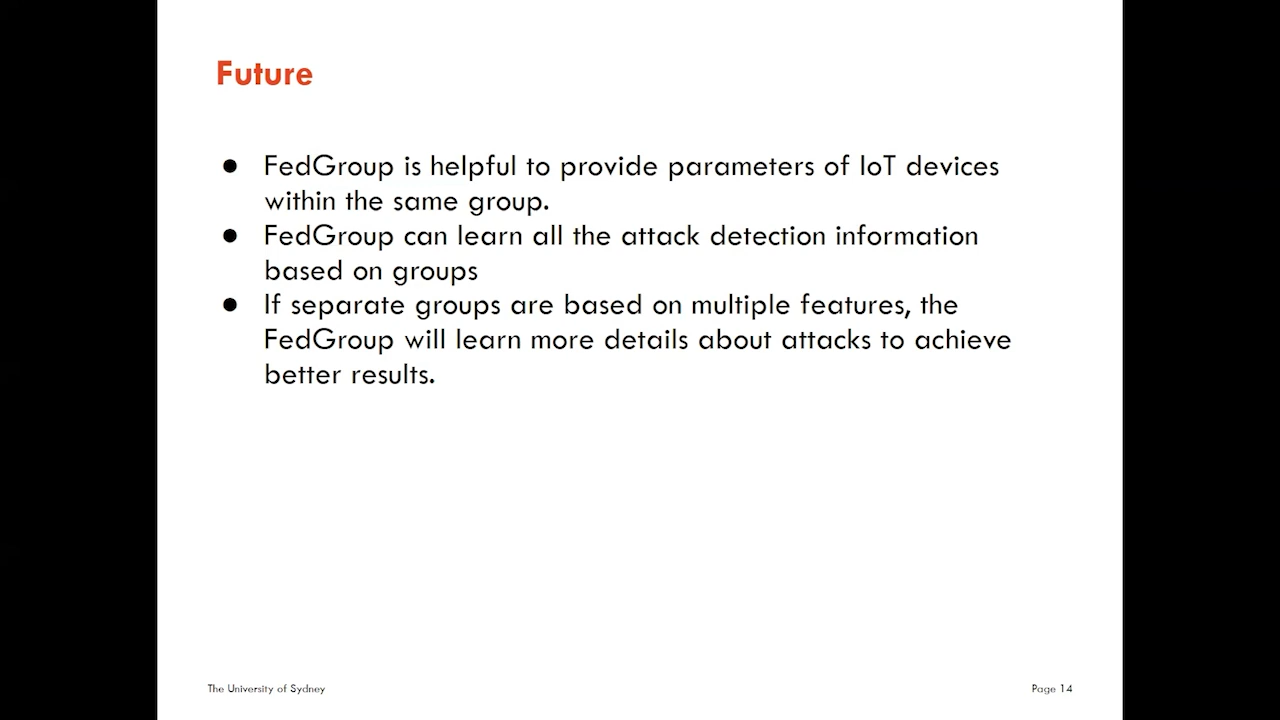 Future
● FedGroup is helpful to provide parameters of IoT devices
within the same group.
● FedGroup can learn all the attack detection information
based on groups
● If separate groups are based on multiple features, the
FedGroup will learn more details about attacks to achieve
better results.
The University of Sydney
Page 14